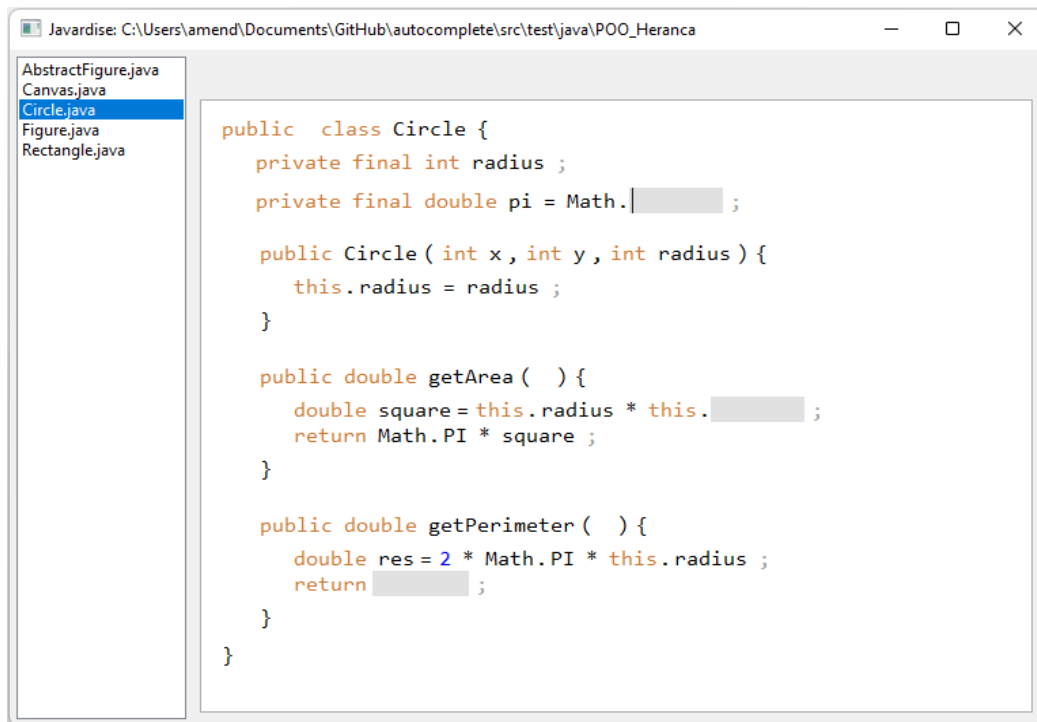 Javardise: C:\Users\amend\Documents\GitHub\autocomplete\src\test\java\POO_Heranca
AbstractFigure.java
Canvas.java
Circle.java
Figure.java
Rectangle.java
public class Circle {
private final int radius ;
private final double pi = Math. ;
public Circle ( int x , int y , int radius ) {
this.radius = radius ;
}
public double getArea ( ) {
double square = this.radius * this. ;
return Math.PI * square ;
}
public double getPerimeter ( ) {
double res = 2 * Math.PI * this.radius ;
return ;
}
}